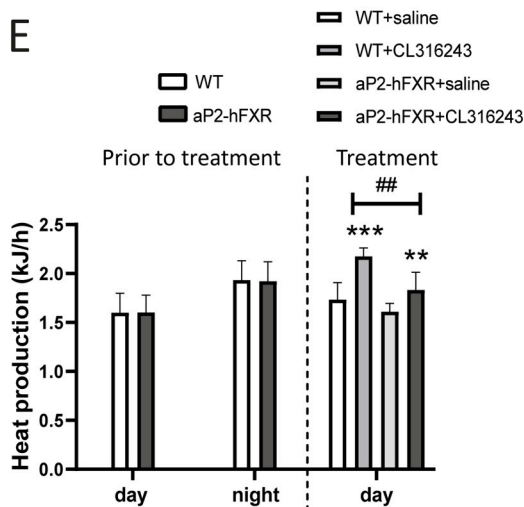 E
WT+saline
WT+CL316243
aP2-hFXR+saline
aP2-hFXR+CL316243
WT
aP2-hFXR
Prior to treatment
Treatment
##
***
**
Heat production (kJ/h)
2.5
2.0
1.5
1.0
0.5
0.0
day
night
day